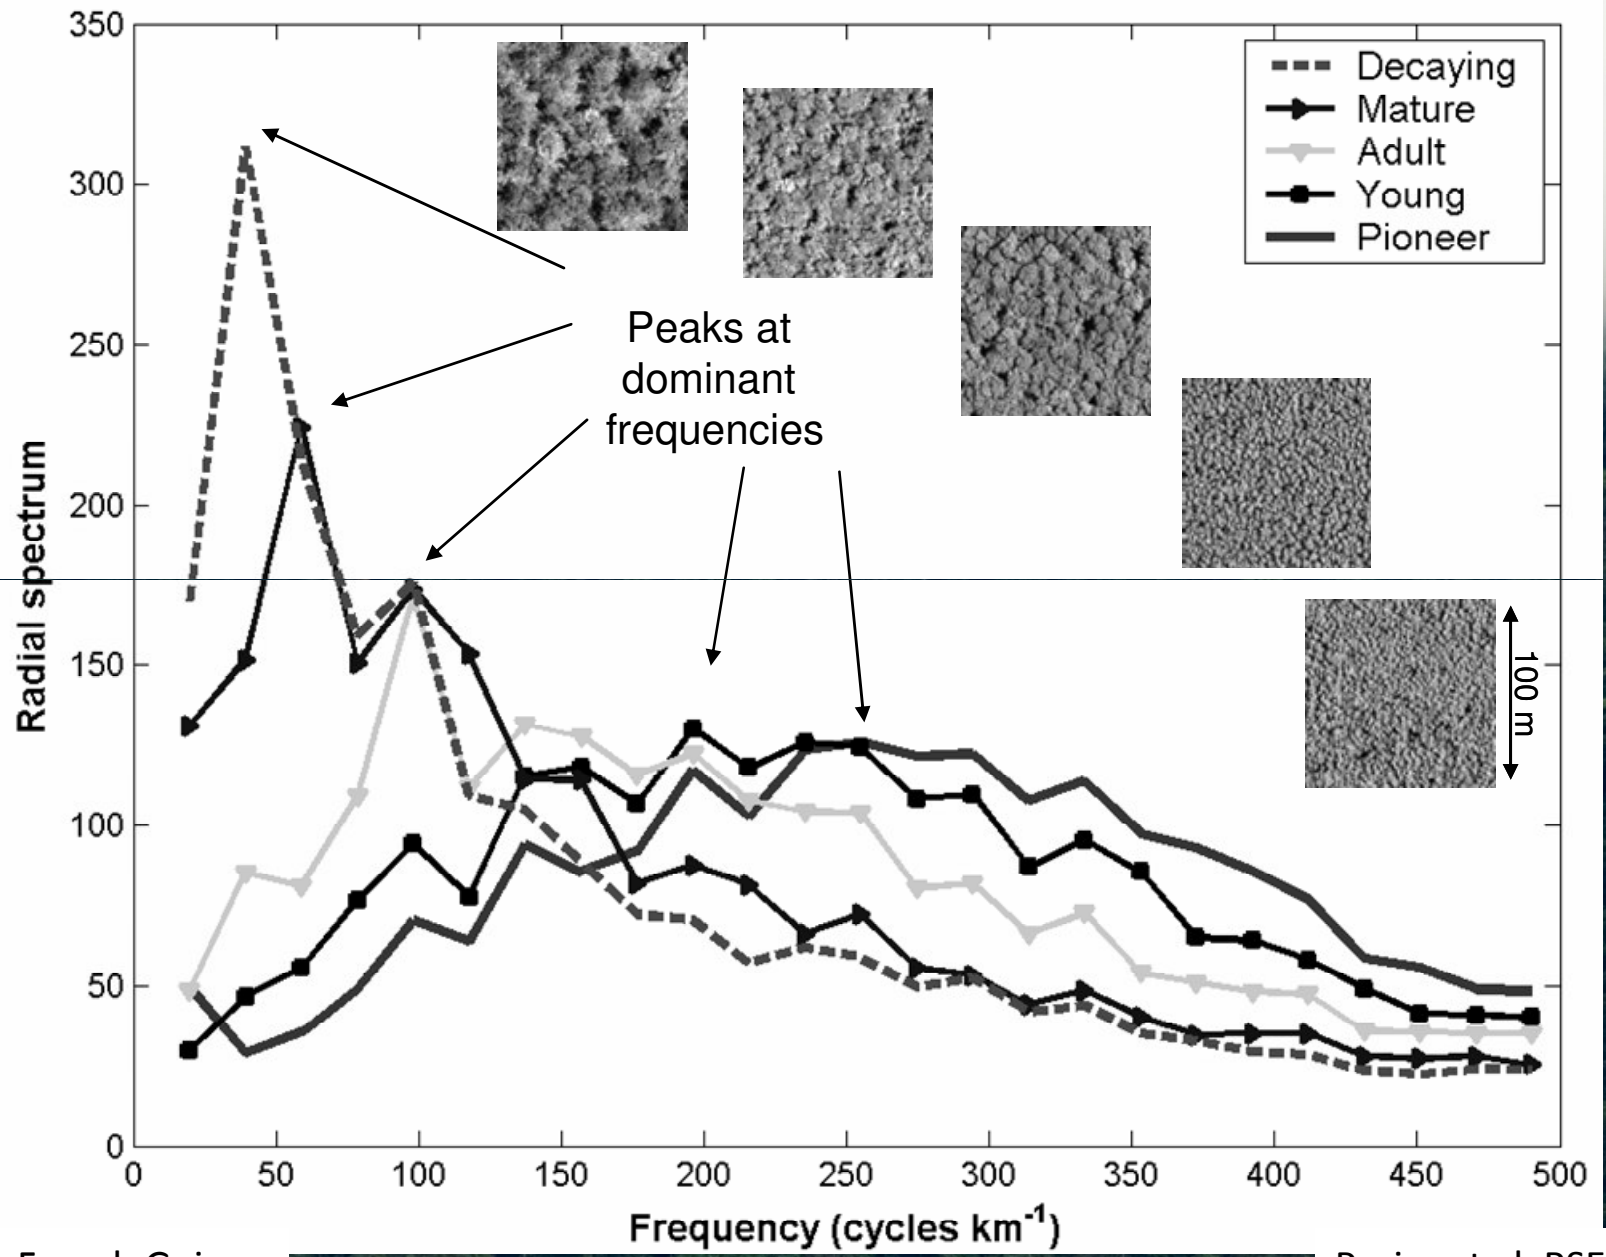 350
300
250
200
150
100
50
0
Radial spectrum
Decaying
Mature
Adult
Young
Pioneer
Peaks at
dominant
frequencies
100 m
0 50 100 150 200 250 300 350 400 450 500
Frequency (cycles km-1)